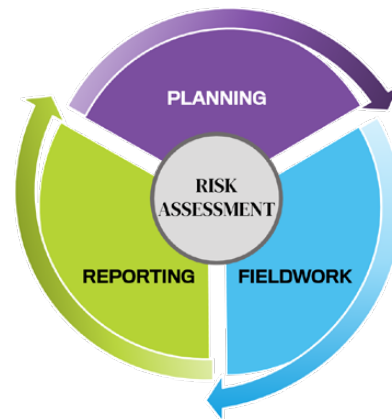 PLANNING
RISK
ASSESSMENT
REPORTING
FIELDWORK